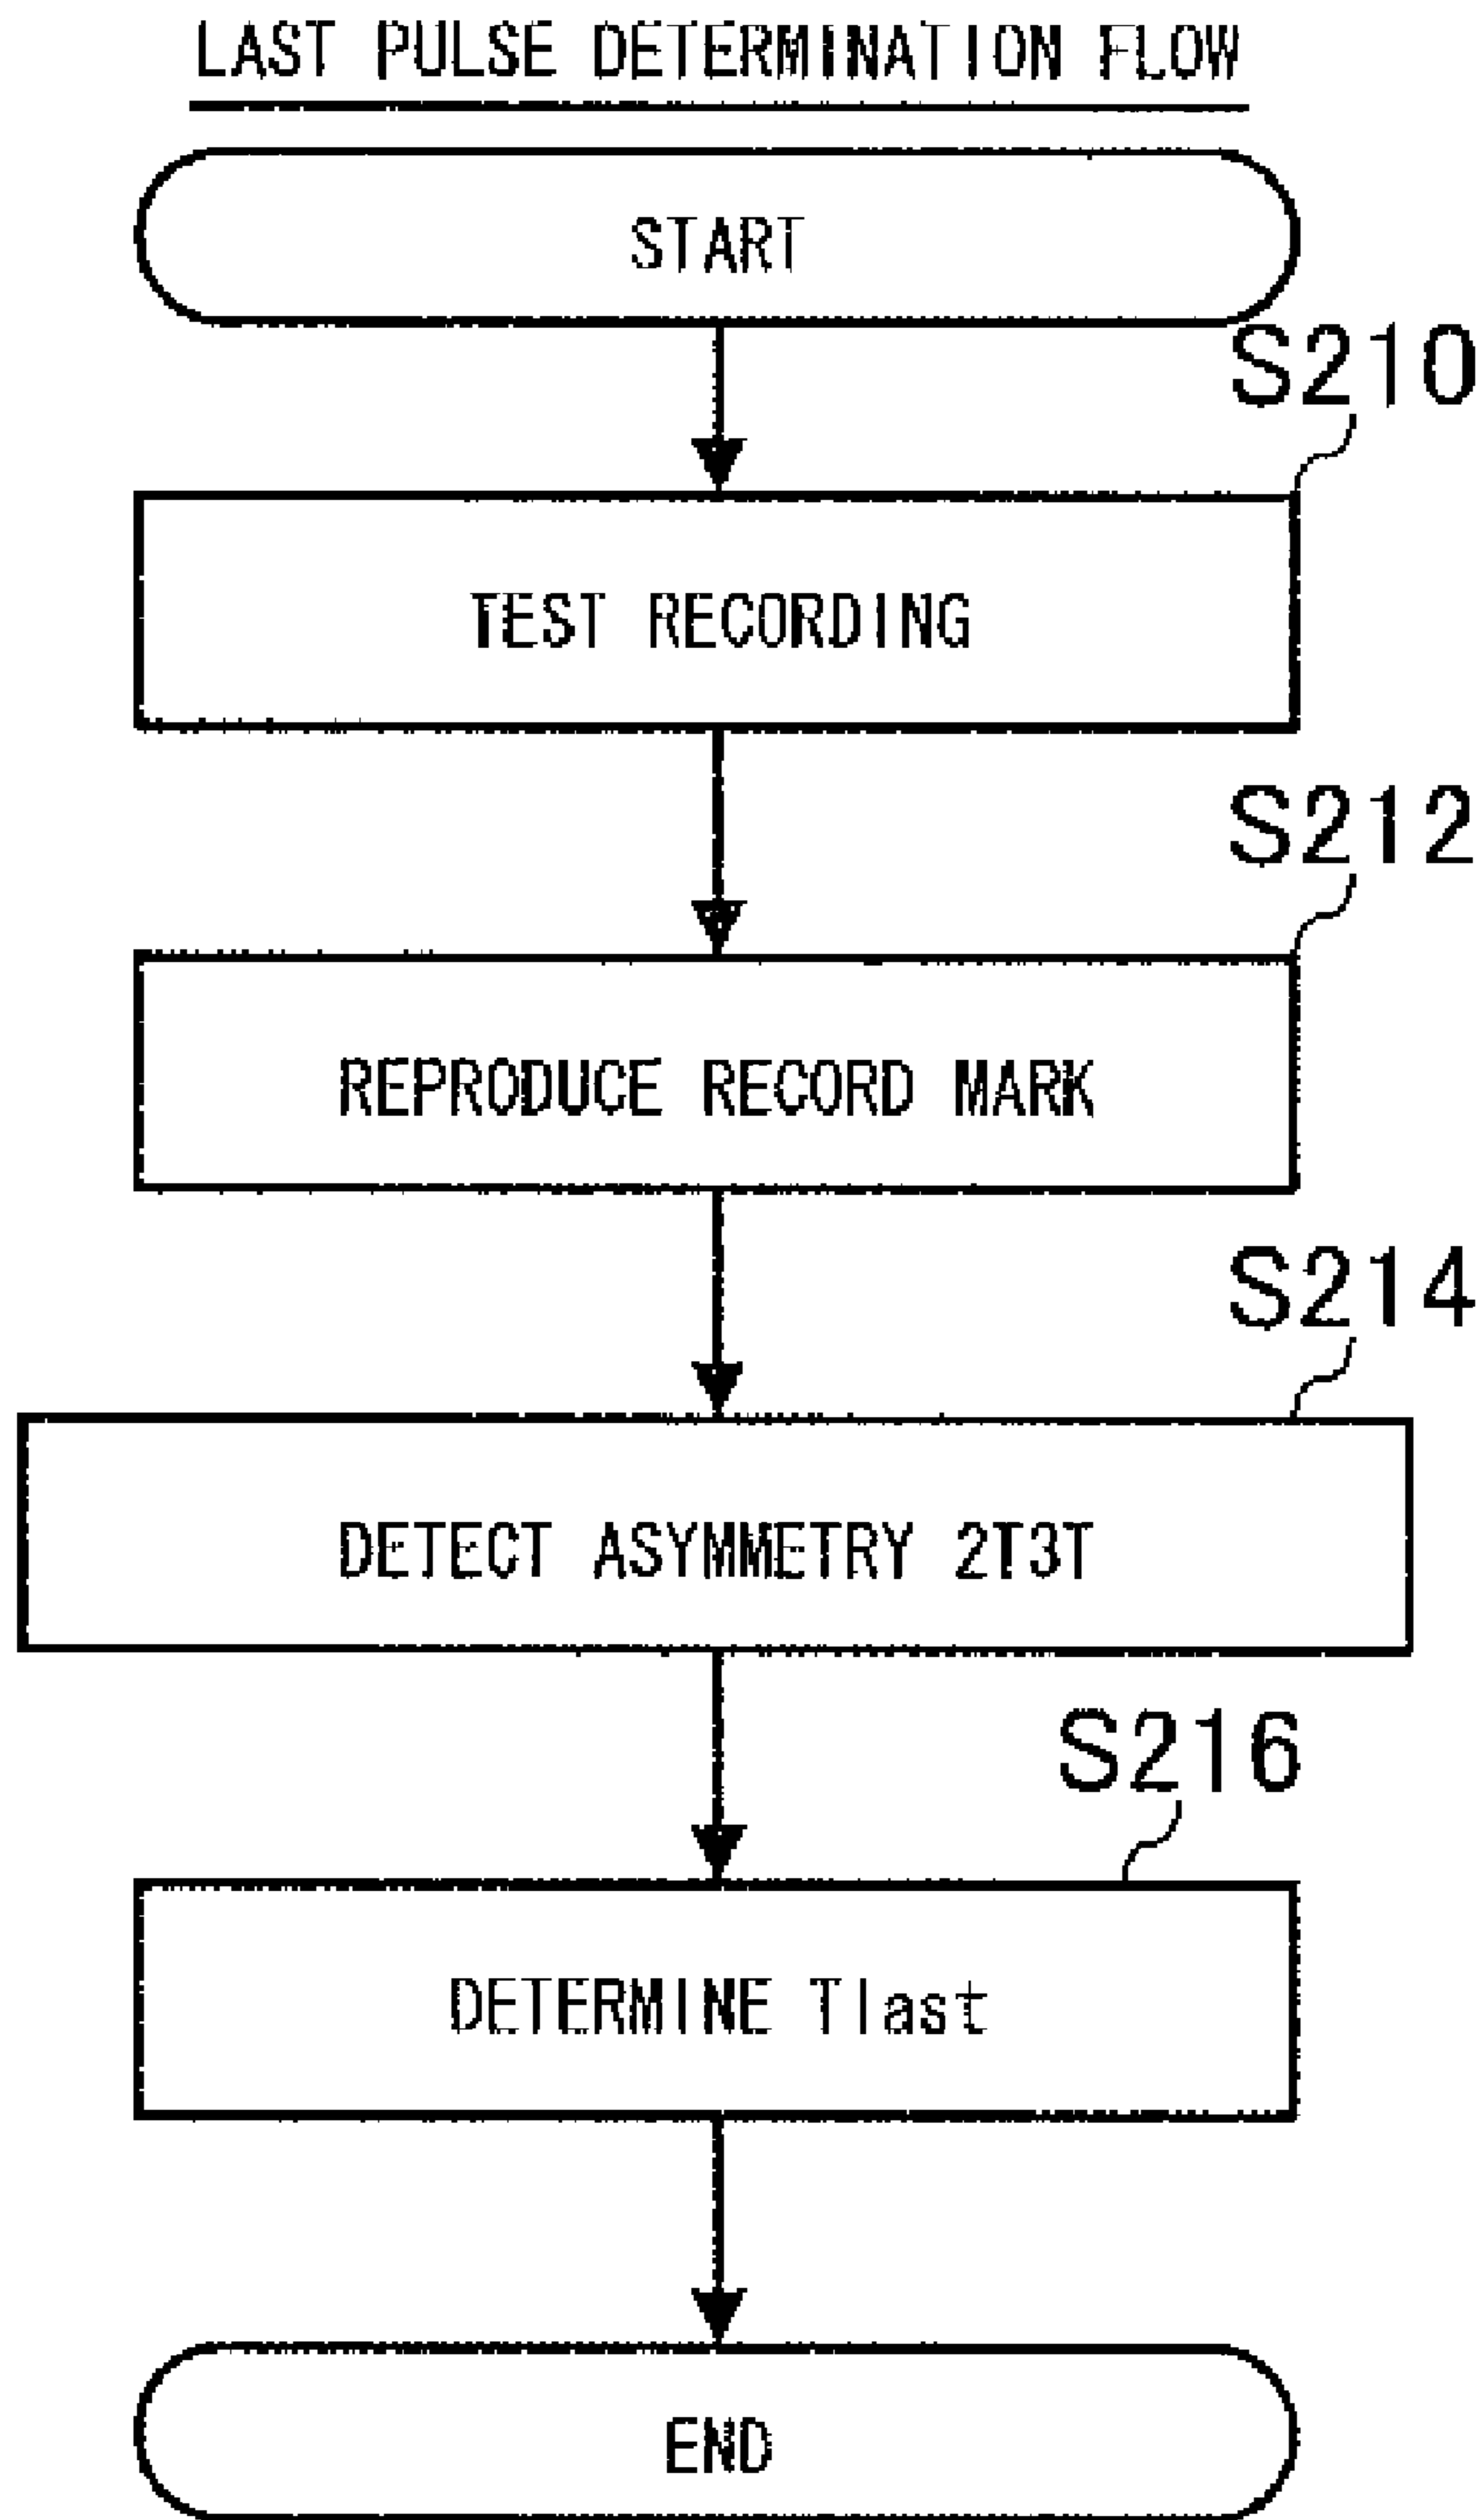 LAST PULSE DETERMINATION FLOW
START
S210
TEST RECORDING
S212
REPRODUCE RECORD MARK
S214
DETECT ASYMMETRY 2T3T
S216
DETERMINE Tlast
END